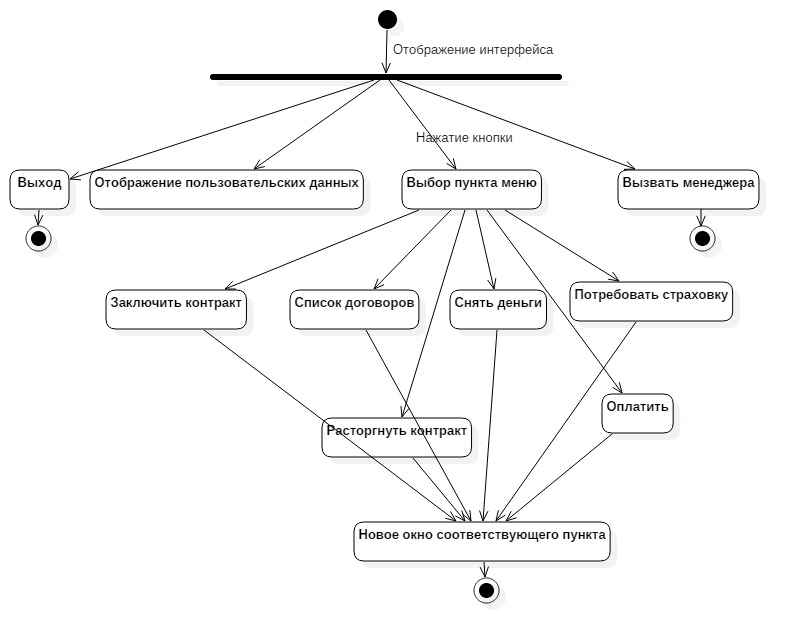 Отображение интерфейса
Нажатие кнопки
Выход
Отображение пользовательских данных
Выбор пункта меню
Вызвать менеджера
Заключить контракт
Список договоров
Снять деньги
Потребовать страховку
Оплатить
Расторгнуть контракт
Новое окно соответствующего пункта